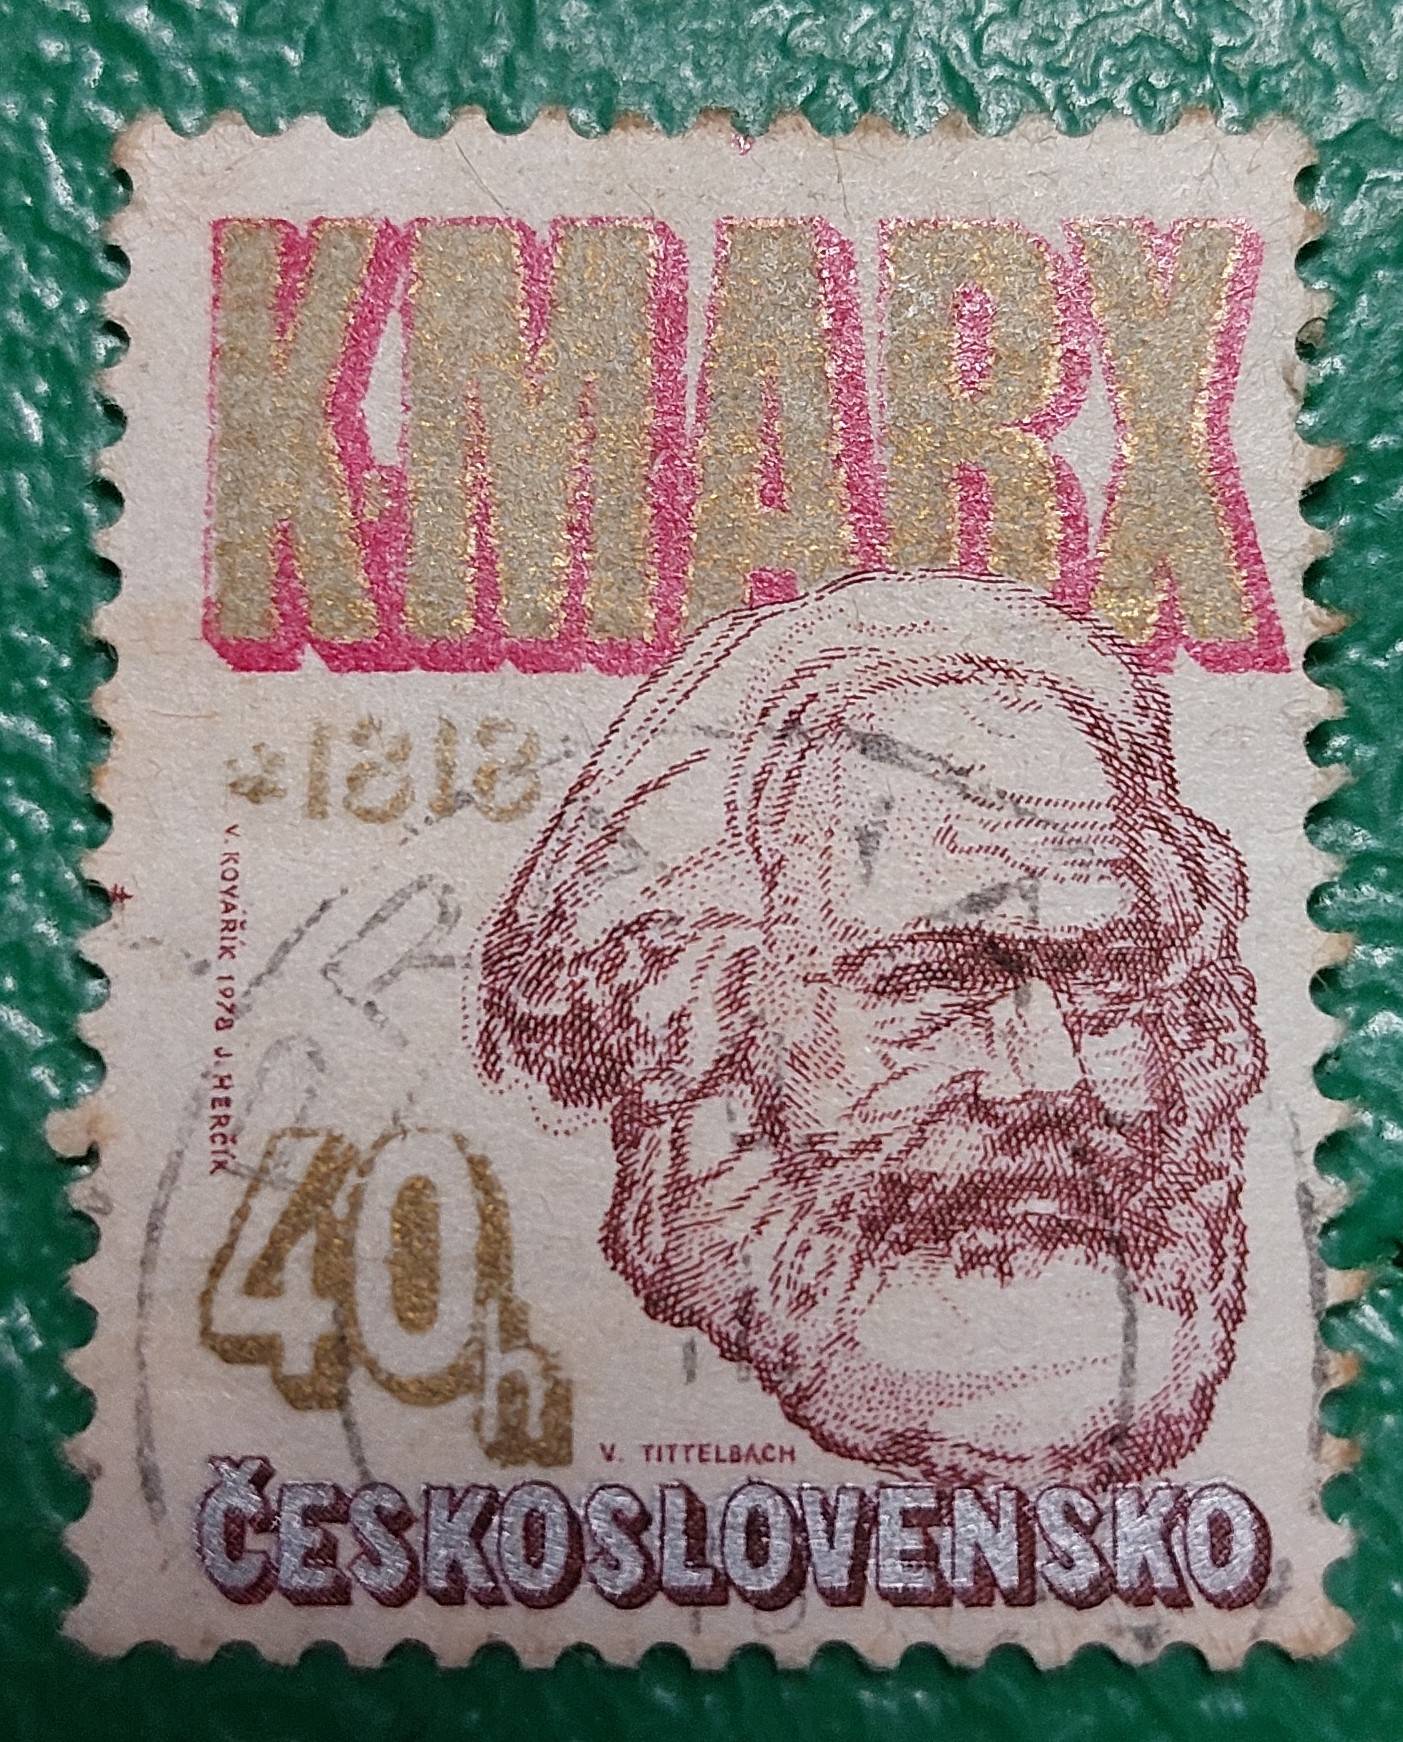 K.MARX
*1818
V. KOVAŘÍK 1978 J. HERČÍK
40h
V. TITTELBACH
ČESKOSLOVENSKO